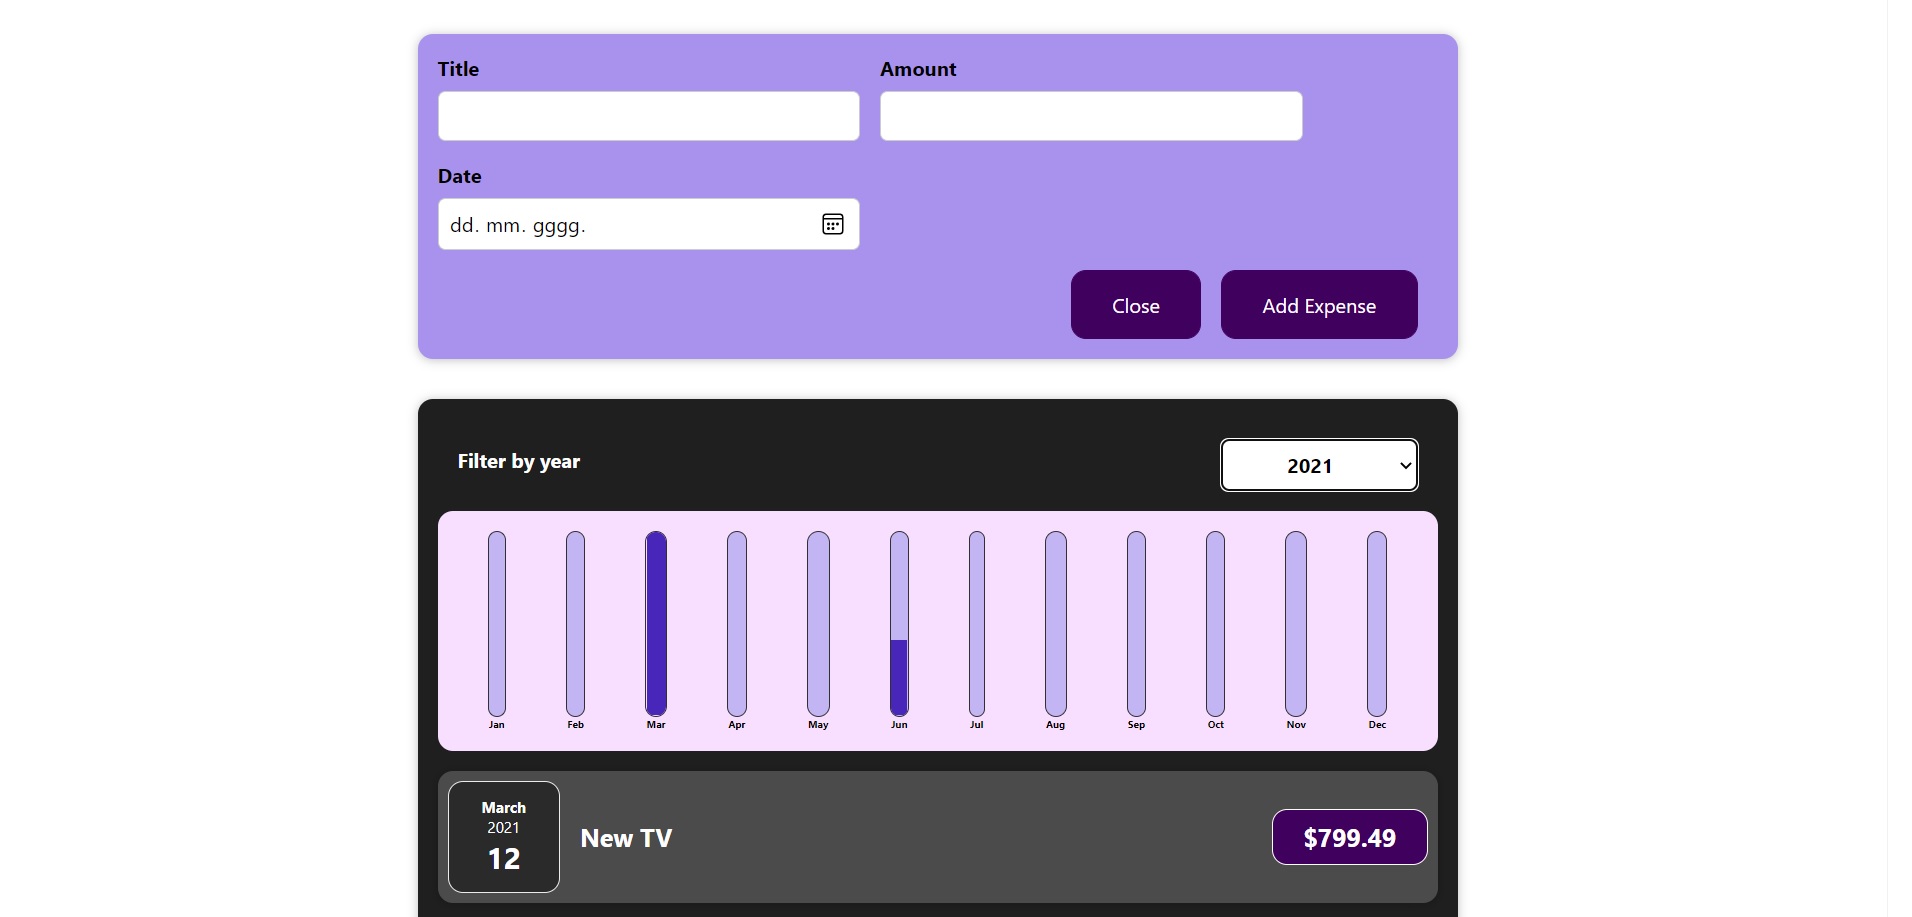 Title
Amount
Date
dd. mm. gggg.
Close
Add Expense
Filter by year
2021
Jan
Feb
Mar
Apr
May
Jun
Jul
Aug
Sep
Oct
Nov
Dec
March
2021
12
New TV
$799.49